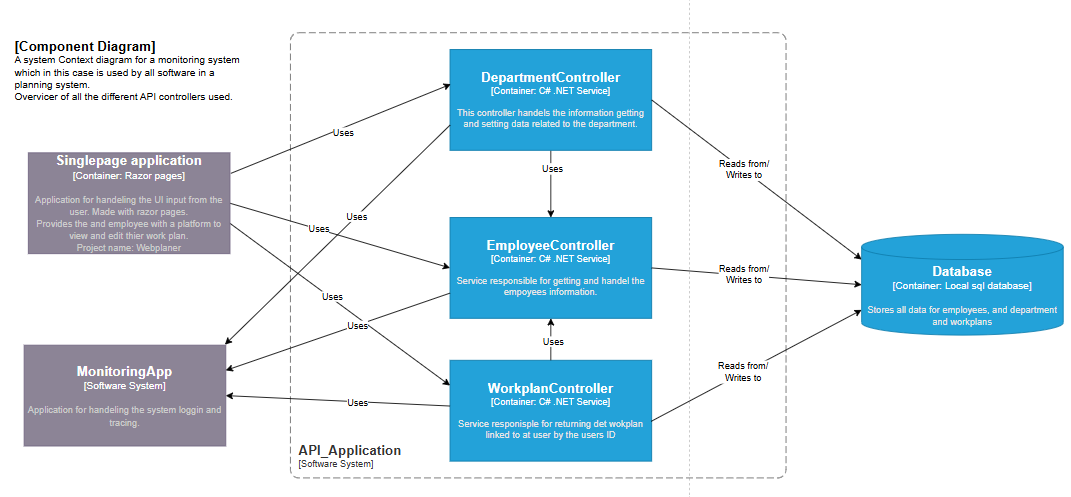 [Component Diagram]
A system Context diagram for a monitoring system
which in this case is used by all software in a
planning system.
Overvicer of all the different API controllers used.
DepartmentController
[Container: C# .NET Service]
This controller handels the information getting
and setting data related to the department.
Uses
Singlepage application
[Container: Razor pages]
Application for handeling the UI input from the
user. Made with razor pages.
Provides the and employee with a platform to
view and edit thier work plan.
Project name: Webplaner
Uses
Reads from/
Writes to
Uses
Uses
EmployeeController
[Container: C# .NET Service]
Service responsible for getting and handel the
empoyees information.
Reads from/
Writes to
Database
[Container: Local sql database]
Stores all data for employees, and department
and workplans
Uses
Uses
Uses
MonitoringApp
[Software System]
Application for handeling the system loggin and
tracing.
Uses
WorkplanController
[Container: C# .NET Service]
Service responisple for returning det wokplan
linked to at user by the users ID
Reads from/
Writes to
API_Application
[Software System]